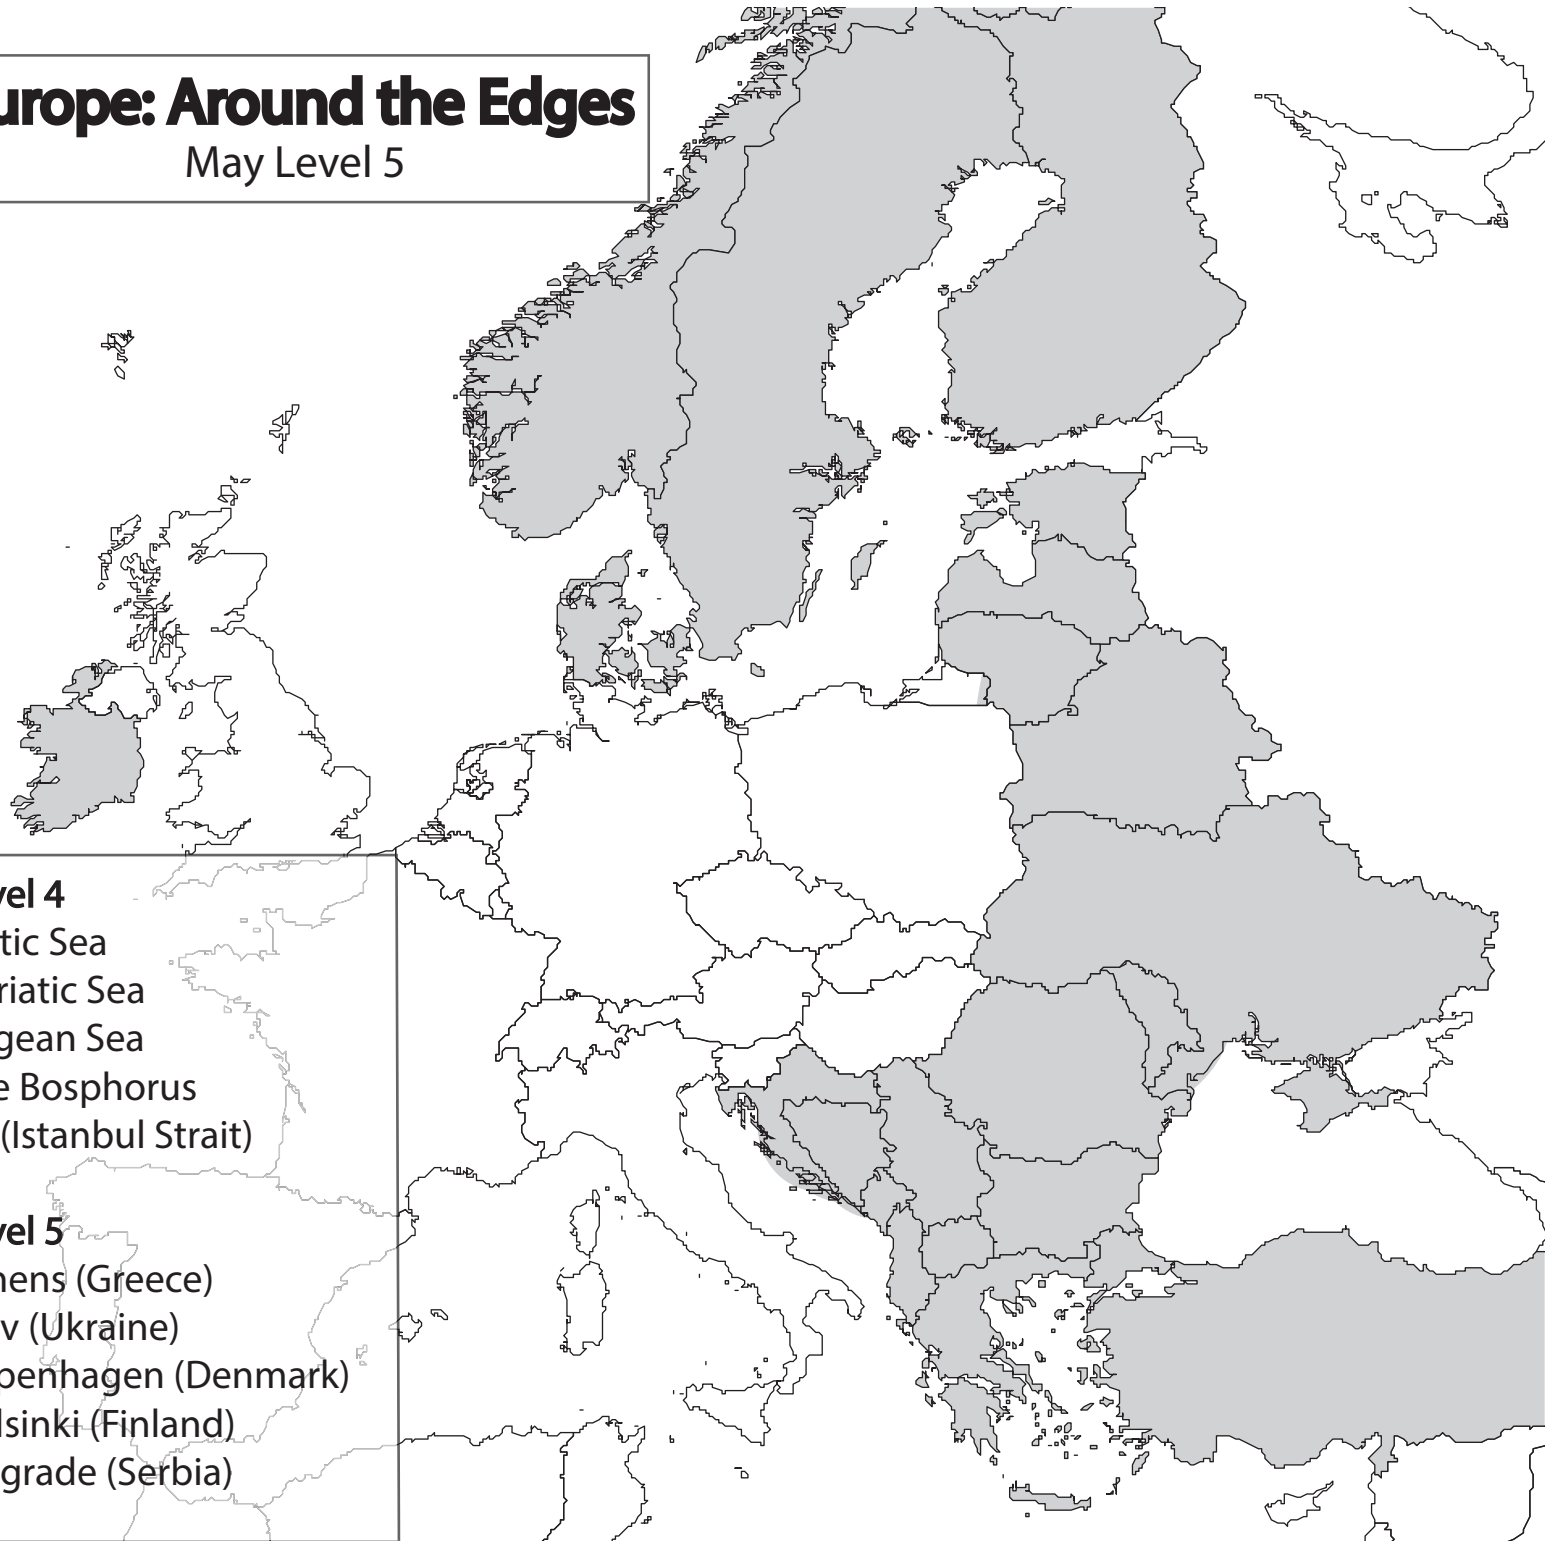 urope: Around the Edges
May Level 5
vel 4
tic Sea
riatic Sea
gean Sea
e Bosphorus
(Istanbul Strait)
vel 5
hens (Greece)
v (Ukraine)
penhagen (Denmark)
lsinki (Finland)
grade (Serbia)